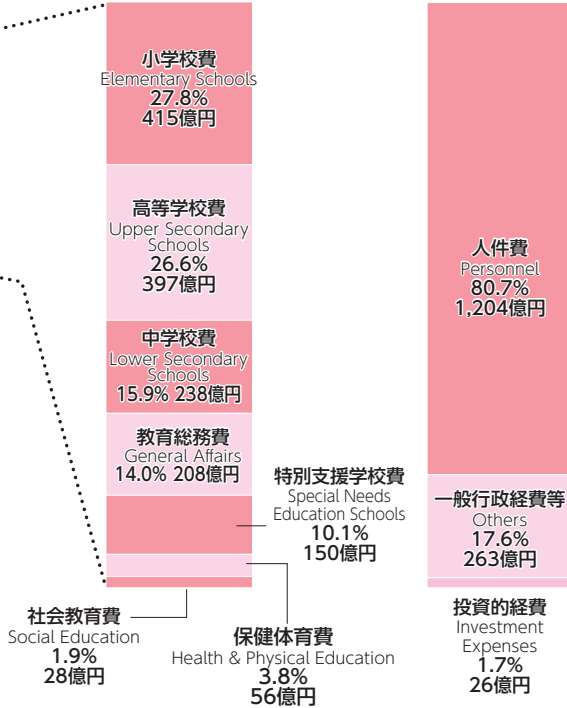 小学校費
Elementary Schools
27.8%
415億円
高等学校費
Upper Secondary
Schools
26.6%
397億円
中学校費
Lower Secondary
Schools
15.9% 238億円
教育総務費
General Affairs
14.0% 208億円
特別支援学校費
Special Needs
Education Schools
10.1%
150億円
社会教育費
Social Education
1.9%
28億円
保健体育費
Health & Physical Education
3.8%
56億円
人件費
Personnel
80.7%
1,204億円
一般行政経費等
Others
17.6%
263億円
投資的経費
Investment
Expenses
1.7%
26億円